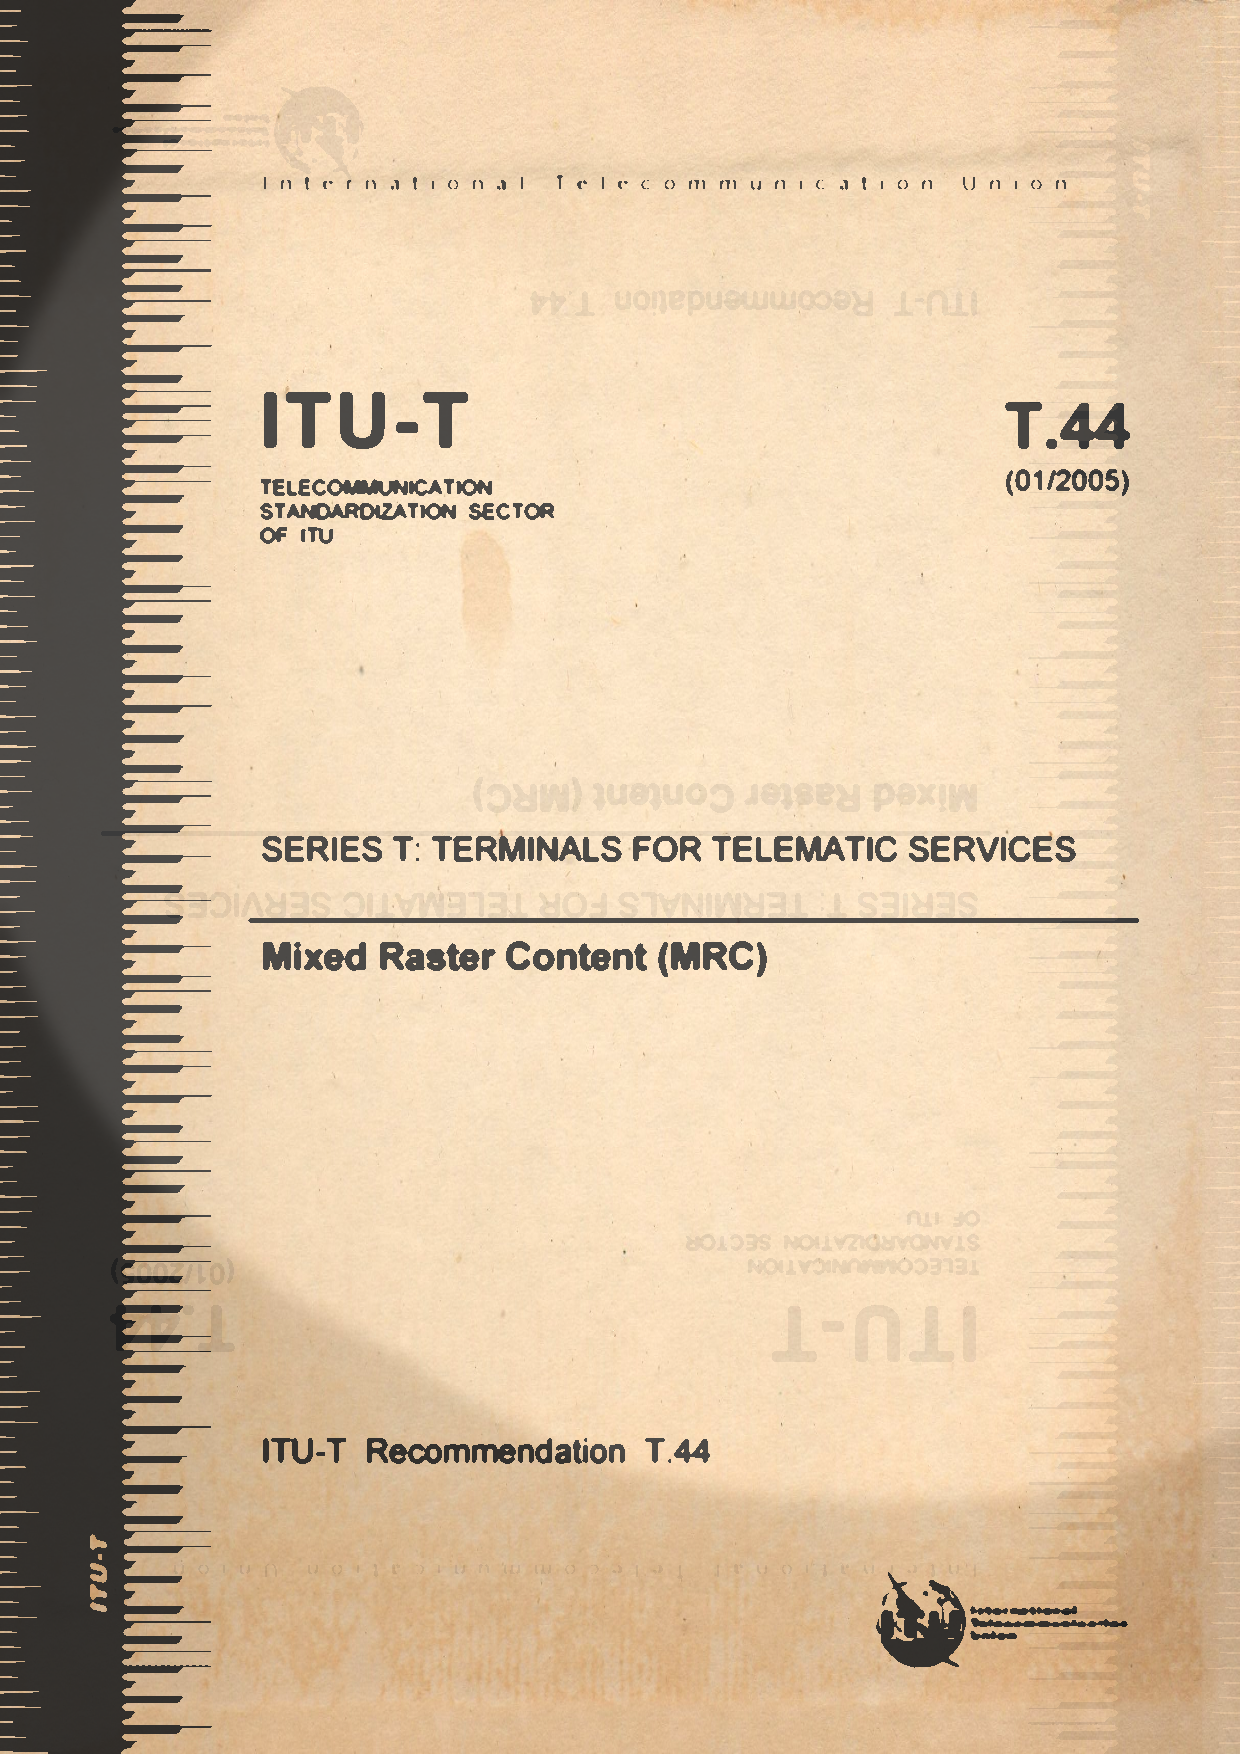 International Telecommunication Union
ITU-T
T.44
(01/2005)
TELECOMMUNICATION
STANDARDIZATION SECTOR
OF ITU
SERIES T: TERMINALS FOR TELEMATIC SERVICES
Mixed Raster Content (MRC)
ITU-T Recommendation T.44
ITU-T
International
Telecommunication
Union